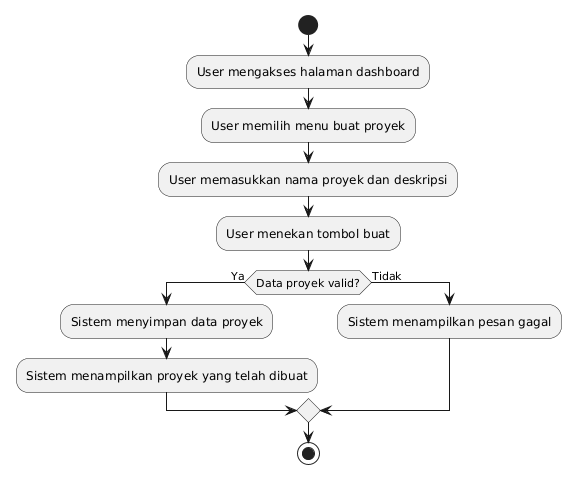 User mengakses halaman dashboard
User memilih menu buat proyek
User memasukkan nama proyek dan deskripsi
User menekan tombol buat
Ya
Data proyek valid?
Tidak
Sistem menyimpan data proyek
Sistem menampilkan pesan gagal
Sistem menampilkan proyek yang telah dibuat